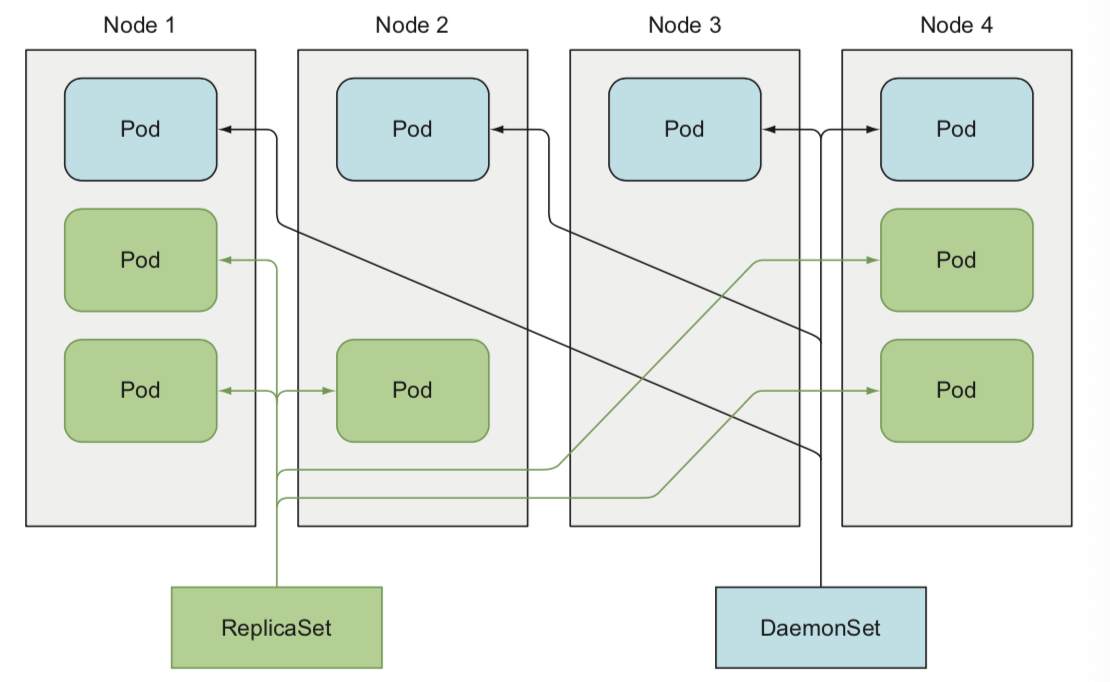 Node 1
Node 2
Node 3
Node 4
Pod
Pod
Pod
Pod
Pod
Pod
Pod
Pod
Pod
ReplicaSet
DaemonSet